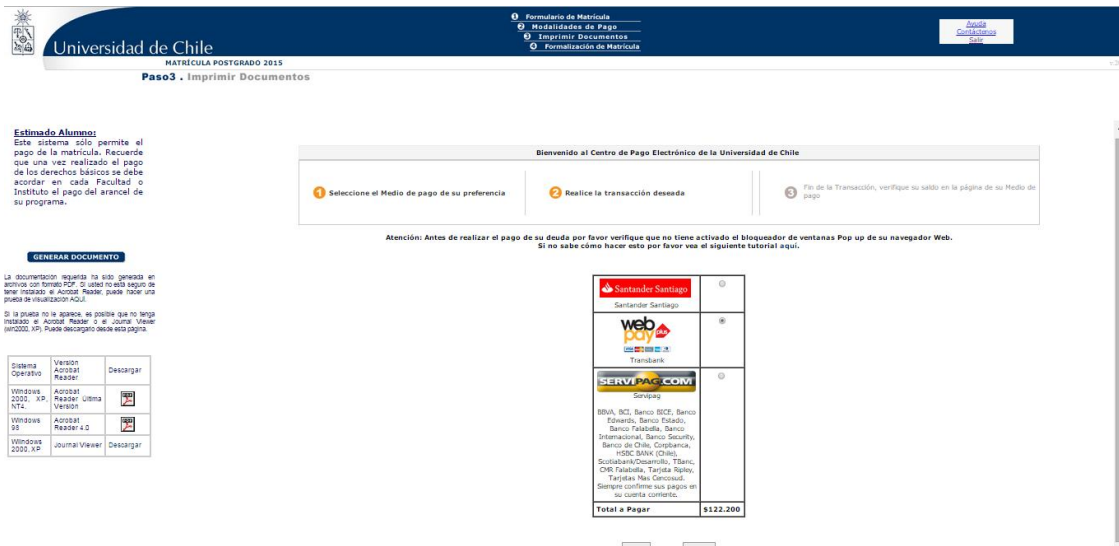 Universidad de Chile
1 Formulario de Matrícula
2 Modalidades de Pago
3 Imprimir Documentos
4 Formalización de Matrícula
Ayuda
Contáctenos
Salir
MATRÍCULA POSTGRADO 2015
Paso3 . Imprimir Documentos
Estimado Alumno:
Este sistema sólo permite el
pago de la matrícula. Recuerde
que una vez realizado el pago
de los derechos básicos se debe
acordar en cada Facultad o
Instituto el pago del arancel de
su programa.
GENERAR DOCUMENTO
La documentación requerida ha sido generada en
archivos con formato PDF. Si usted no está seguro de
tener instalado el Acrobat Reader, puede hacer una
prueba de visualización AQUÍ.
Si la prueba no le aparece, es posible que no tenga
instalado el Acrobat Reader o el Journal Viewer
(win2000, XP). Puede descargarlo desde esta página.
Sistema Operativo
Versión Acrobat Reader
Descargar
Windows 2000, XP, NT4.
Acrobat Reader Última Versión
Windows 98
Acrobat Reader 4.0
Windows 2000, XP
Journal Viewer
Descargar
Bienvenido al Centro de Pago Electrónico de la Universidad de Chile
1 Seleccione el Medio de pago de su preferencia
2 Realice la transacción deseada
3 Fin de la Transacción, verifique su saldo en la página de su Medio de
pago
Atención: Antes de realizar el pago de su deuda por favor verifique que no tiene activado el bloqueador de ventanas Pop up de su navegador Web.
Si no sabe cómo hacer esto por favor vea el siguiente tutorial aquí.
Santander Santiago
Santander Santiago
web
pay plus
Transbank
SERVIPAG.COM
Servipag
BBVA, BCI, Banco BICE, Banco
Edwards, Banco Estado,
Banco Falabella, Banco
Internacional, Banco Security,
Banco de Chile, Corpbanca,
HSBC BANK (Chile),
Scotiabank/Desarrollo, TBanc,
CMR Falabella, Tarjeta Ripley,
Tarjetas Mas Cencosud.
Siempre confirme sus pagos en
su cuenta corriente.
Total a Pagar $122.200